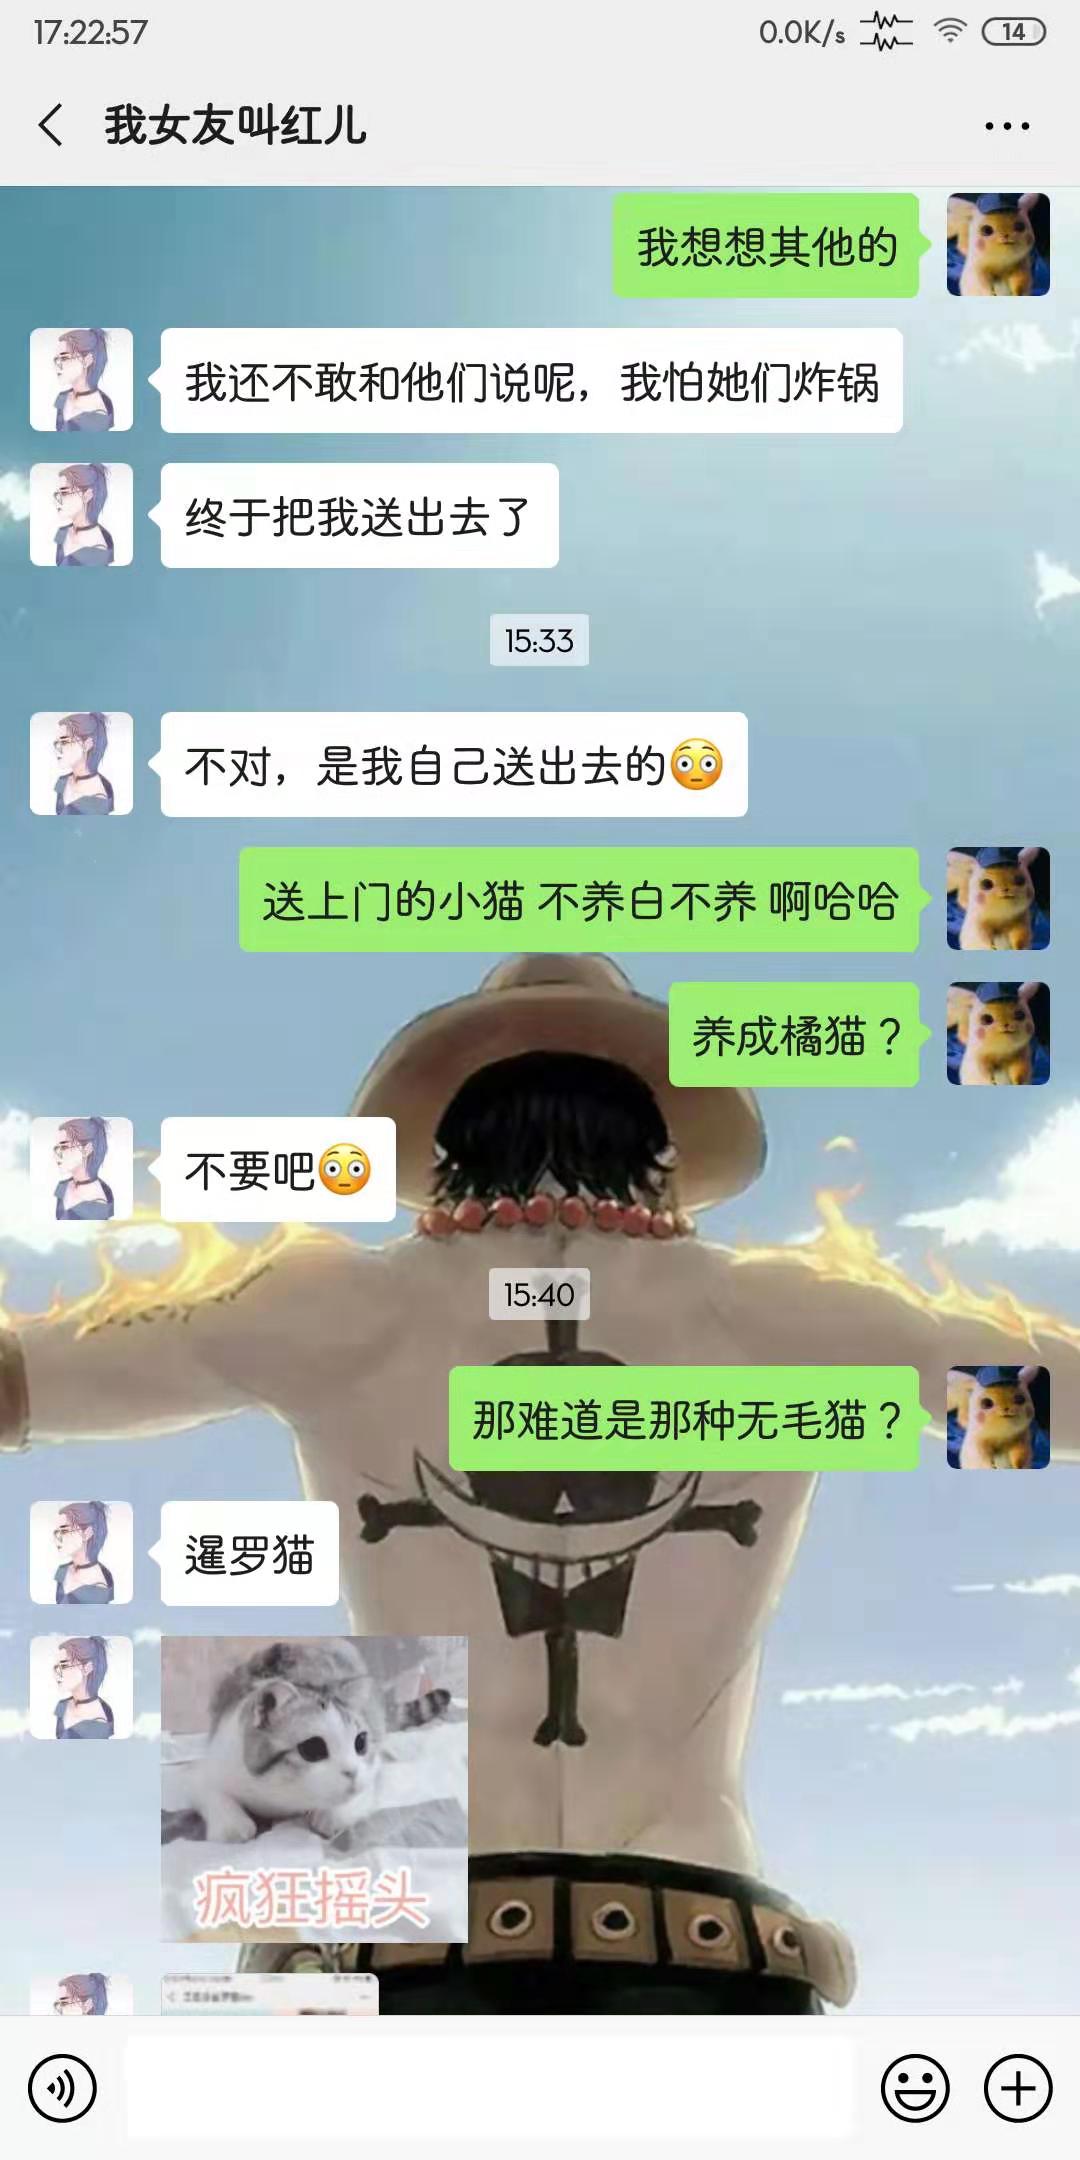 17:22:57 0.0K/s 14
我女友叫红儿
我想想其他的
我还不敢和他们说呢，我怕她们炸锅
终于把我送出去了
15:33
不对，是我自己送出去的😳
送上门的小猫 不养白不养 啊哈哈
养成橘猫？
不要吧😳
15:40
那难道是那种无毛猫？
暹罗猫
疯狂摇头